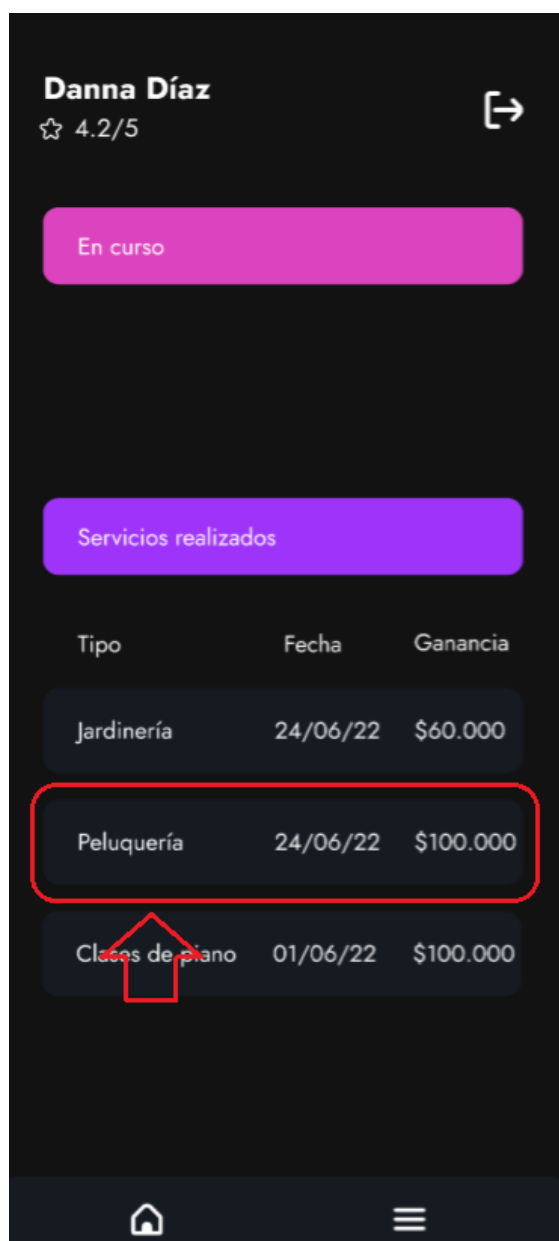 Danna Díaz
4.2/5
En curso
Servicios realizados
Tipo Fecha Ganancia
Jardinería 24/06/22 $60.000
Peluquería 24/06/22 $100.000
Clases de piano 01/06/22 $100.000